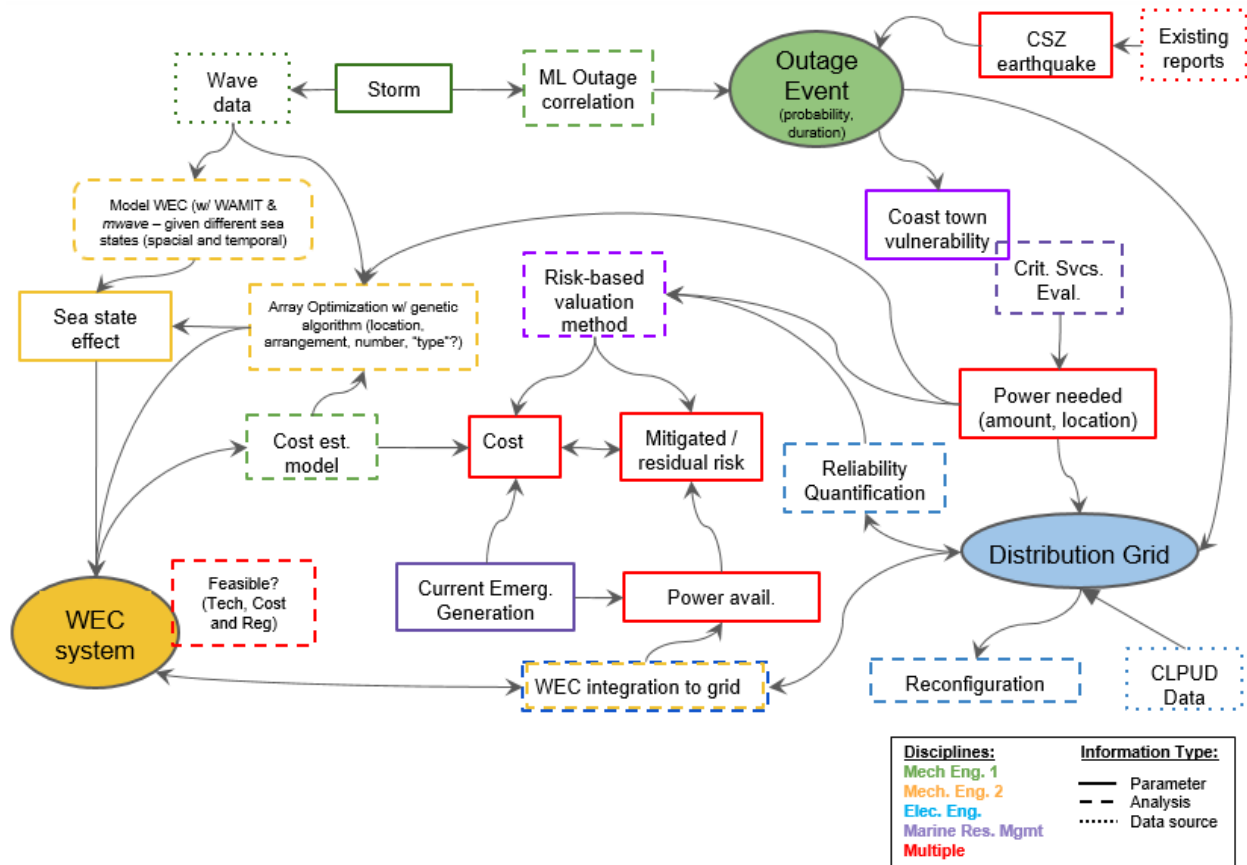 Outage
Event
(probability,
duration)
CSZ
earthquake
Existing
reports
Wave
data
Storm
ML Outage
correlation
Model WEC (w/ WAMIT &
mwave – given different sea
states (spacial and temporal)
Coast town
vulnerability
Crit. Svcs.
Eval.
Sea state
effect
Array Optimization w/ genetic
algorithm (location,
arrangement, number, “type”?)
Risk-based
valuation
method
Power needed
(amount, location)
Cost est.
model
Cost
Mitigated /
residual risk
Reliability
Quantification
Distribution Grid
WEC
system
Feasible?
(Tech, Cost
and Reg)
Current Emerg.
Generation
Power avail.
WEC integration to grid
Reconfiguration
CLPUD
Data
Disciplines:
Mech Eng. 1
Mech. Eng. 2
Elec. Eng.
Marine Res. Mgmt
Multiple
Information Type:
Parameter
Analysis
Data source